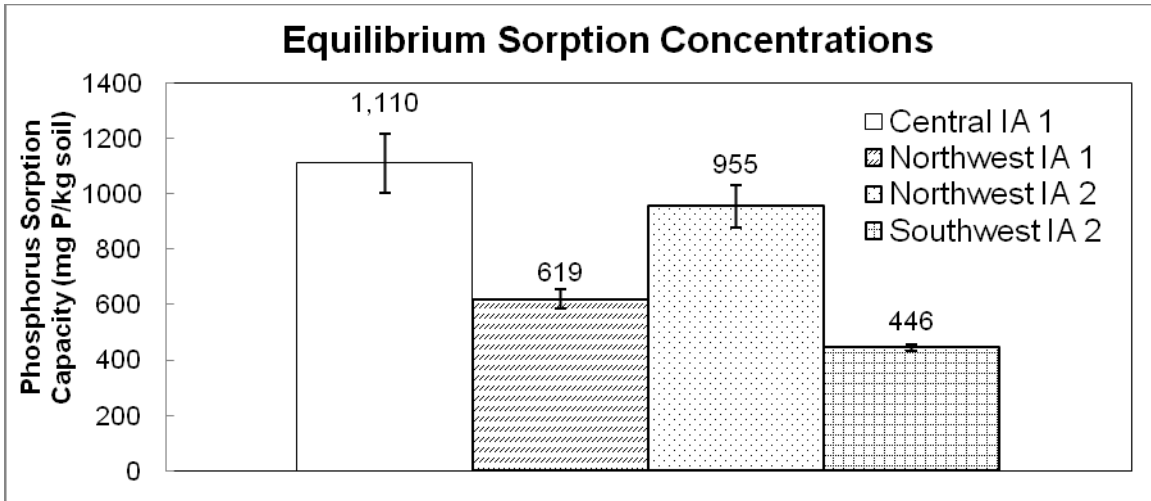 Equilibrium Sorption Concentrations
Phosphorus Sorption
Capacity (mg P/kg soil)
1400
1200
1000
800
600
400
200
0
1,110
619
955
446
Central IA 1
Northwest IA 1
Northwest IA 2
Southwest IA 2